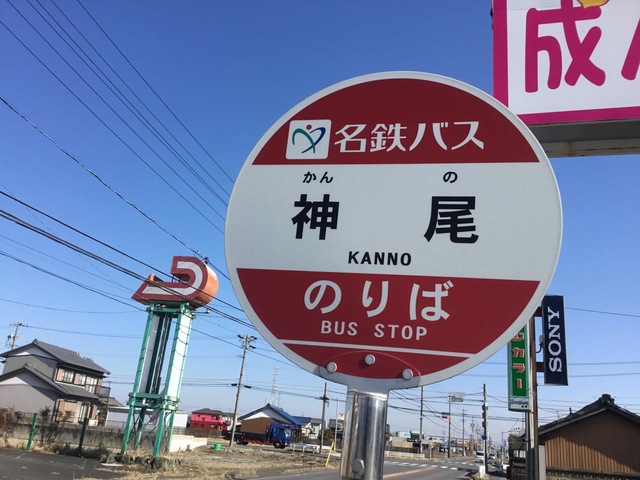 名鉄バス
かん の
神尾
KANNO
のりば
BUS STOP
成
SONY
カラー